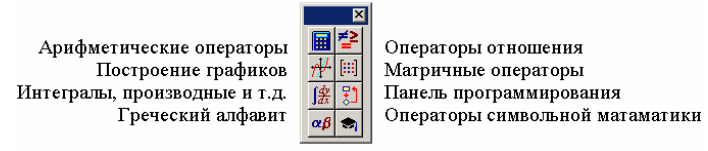 Арифметические операторы Операторы отношения
Построение графиков Матричные операторы
Интегралы, производные и т.д. Панель программирования
Греческий алфавит Операторы символьной матаматики